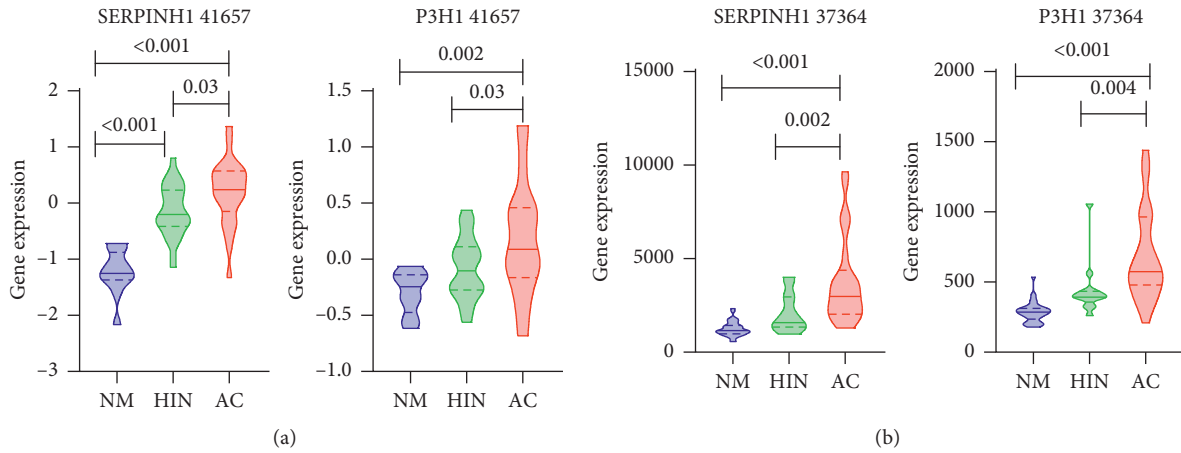 SERPINH1 41657
<0.001
0.03
<0.001
Gene expression
2
1
0
−1
−2
−3
NM HIN AC
P3H1 41657
0.002
0.03
Gene expression
1.5
1.0
0.5
0.0
−0.5
−1.0
NM HIN AC
(a)
SERPINH1 37364
<0.001
0.002
Gene expression
15000
10000
5000
0
NM HIN AC
P3H1 37364
<0.001
0.004
Gene expression
2000
1500
1000
500
0
NM HIN AC
(b)